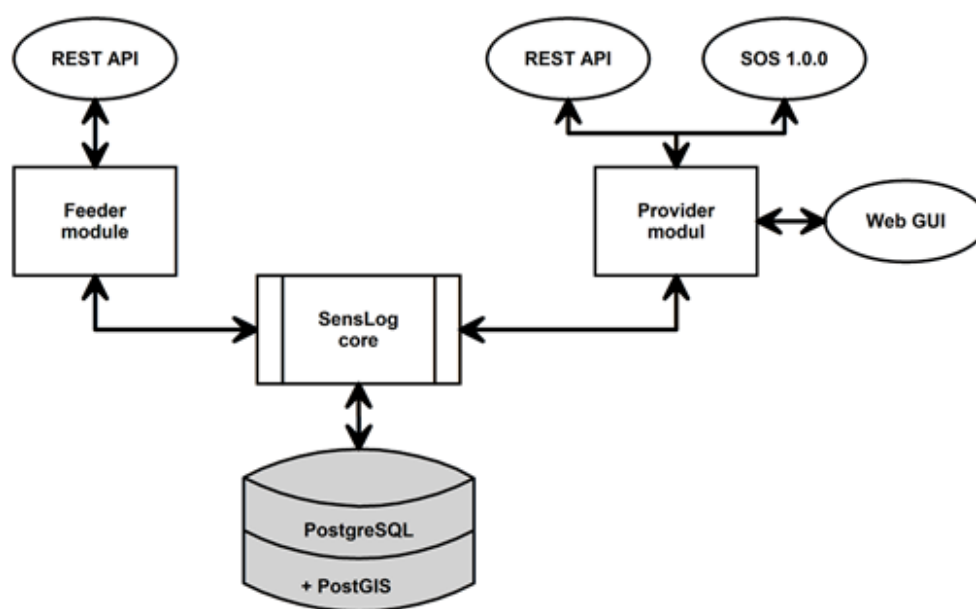 REST API
REST API
SOS 1.0.0
Feeder
module
Provider
modul
Web GUI
SensLog
core
PostgreSQL
+ PostGIS